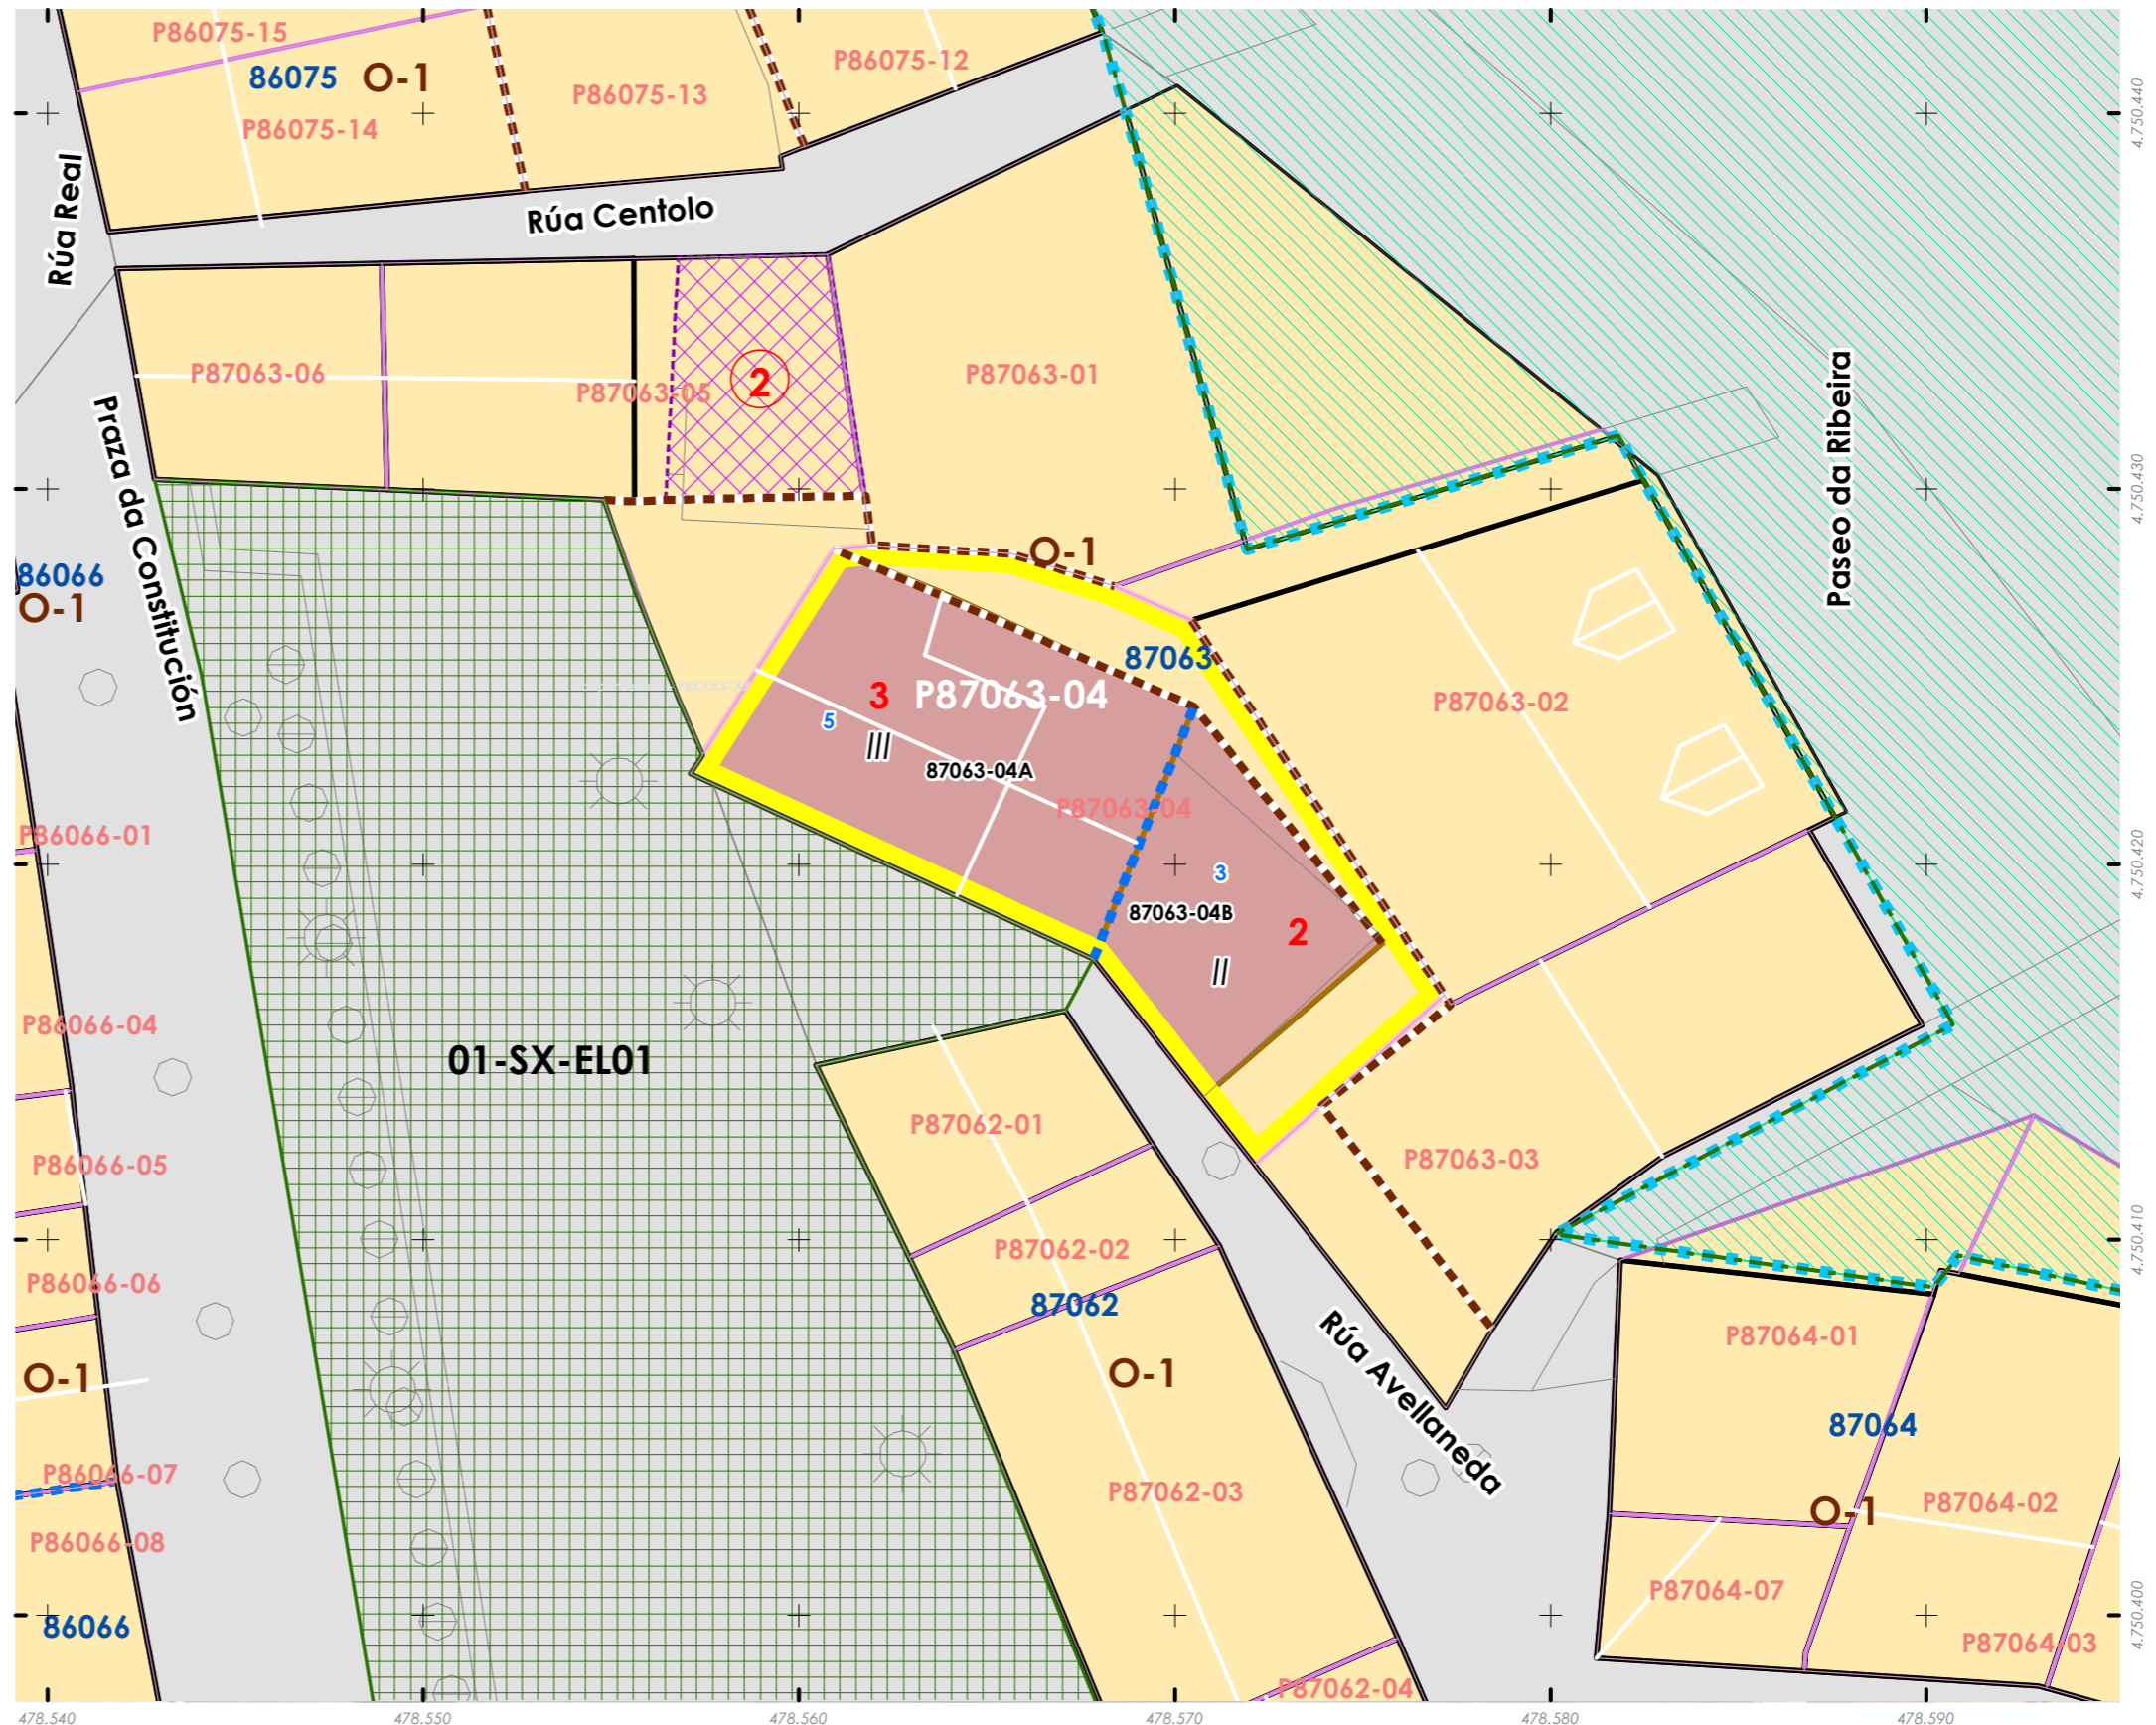 P86075-15
86075
O-1
P86075-14
P86075-13
P86075-12
4.750.440
Rúa Real
Rúa Centolo
P87063-06
P87063-05
2
P87063-01
Praza da Constitución
Paseo da Ribeira
4.750.430
O-1
86066
O-1
87063
3
P87063-04
5
III
87063-04A
P87063-04
P87063-02
P86066-01
3
87063-04B
2
II
4.750.420
P86066-04
01-SX-EL01
P87062-01
P87063-03
P86066-05
P87062-02
4.750.410
P86066-06
87062
O-1
O-1
Rúa Avellaneda
P87064-01
87064
P86066-07
P87062-03
O-1
P87064-02
P86066-08
P87064-07
4.750.400
86066
P87064-03
P87062-04
478.540
478.550
478.560
478.570
478.580
478.590